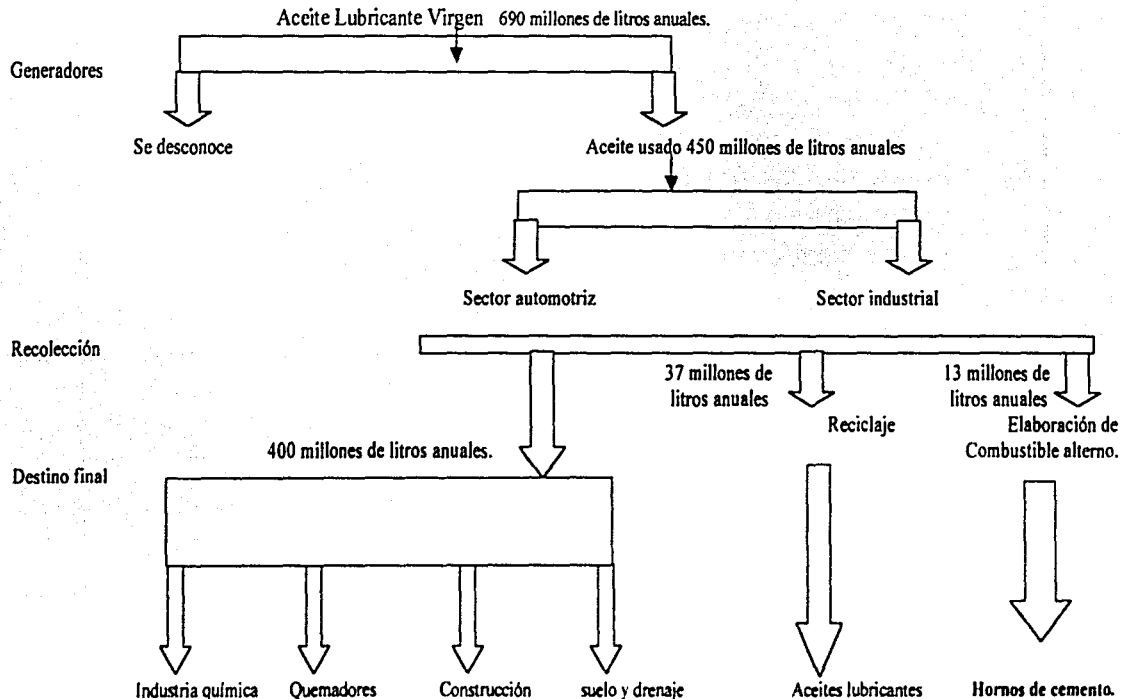 Aceite Lubricante Virgen 690 millones de litros anuales.
Generadores
Se desconoce
Aceite usado 450 millones de litros anuales
Sector automotriz
Sector industrial
Recolección
37 millones de
litros anuales
13 millones de
litros anuales
Reciclaje
Elaboración de
Combustible alterno.
400 millones de litros anuales.
Destino final
Industria química
Quemadores
Construcción
suelo y drenaje
Aceites lubricantes
Hornos de cemento.